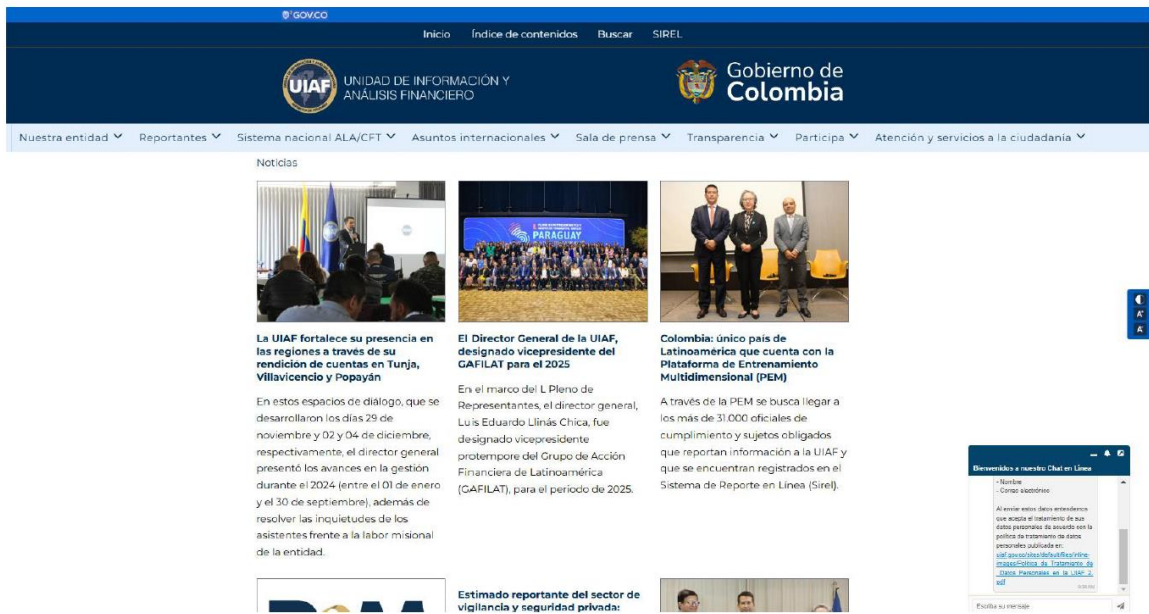 GOV.CO
Inicio Índice de contenidos Buscar SIREL
UIAF
UNIDAD DE INFORMACIÓN Y
ANÁLISIS FINANCIERO
Gobierno de
Colombia
Nuestra entidad Reportantes Sistema nacional ALA/CFT Asuntos internacionales Sala de prensa Transparencia Participa Atención y servicios a la ciudadanía
Noticias
PARAGUAY
La UIAF fortalece su presencia en
las regiones a través de su
rendición de cuentas en Tunja,
Villavicencio y Popayán
En estos espacios de diálogo, que se
desarrollaron los días 29 de
noviembre y 02 y 04 de diciembre,
respectivamente, el director general
presentó los avances en la gestión
durante el 2024 (entre el 01 de enero
y el 30 de septiembre), además de
resolver las inquietudes de los
asistentes frente a la labor misional
de la entidad.
El Director General de la UIAF,
designado vicepresidente del
GAFILAT para el 2025
En el marco del L Pleno de
Representantes, el director general,
Luis Eduardo Llinás Chica, fue
designado vicepresidente
protempore del Grupo de Acción
Financiera de Latinoamérica
(GAFILAT), para el periodo de 2025.
Colombia: único país de
Latinoamérica que cuenta con la
Plataforma de Entrenamiento
Multidimensional (PEM)
A través de la PEM se busca llegar a
los más de 31.000 oficiales de
cumplimiento y sujetos obligados
que reportan información a la UIAF y
que se encuentran registrados en el
Sistema de Reporte en Línea (Sirel).
Estimado reportante del sector de
vigilancia y seguridad privada:
Bienvenidos a nuestro Chat en Línea
- Nombre
- Correo electrónico
Al enviar estos datos entendemos
que acepta el tratamiento de sus
datos personales de acuerdo con la
política de tratamiento de datos
personales publicada en:
uiaf.gov.co/sites/default/files/inline-
images/Política_de_Tratamiento_de
_Datos_Personales_en_la_UIAF_2.
pdf
Escriba su mensaje